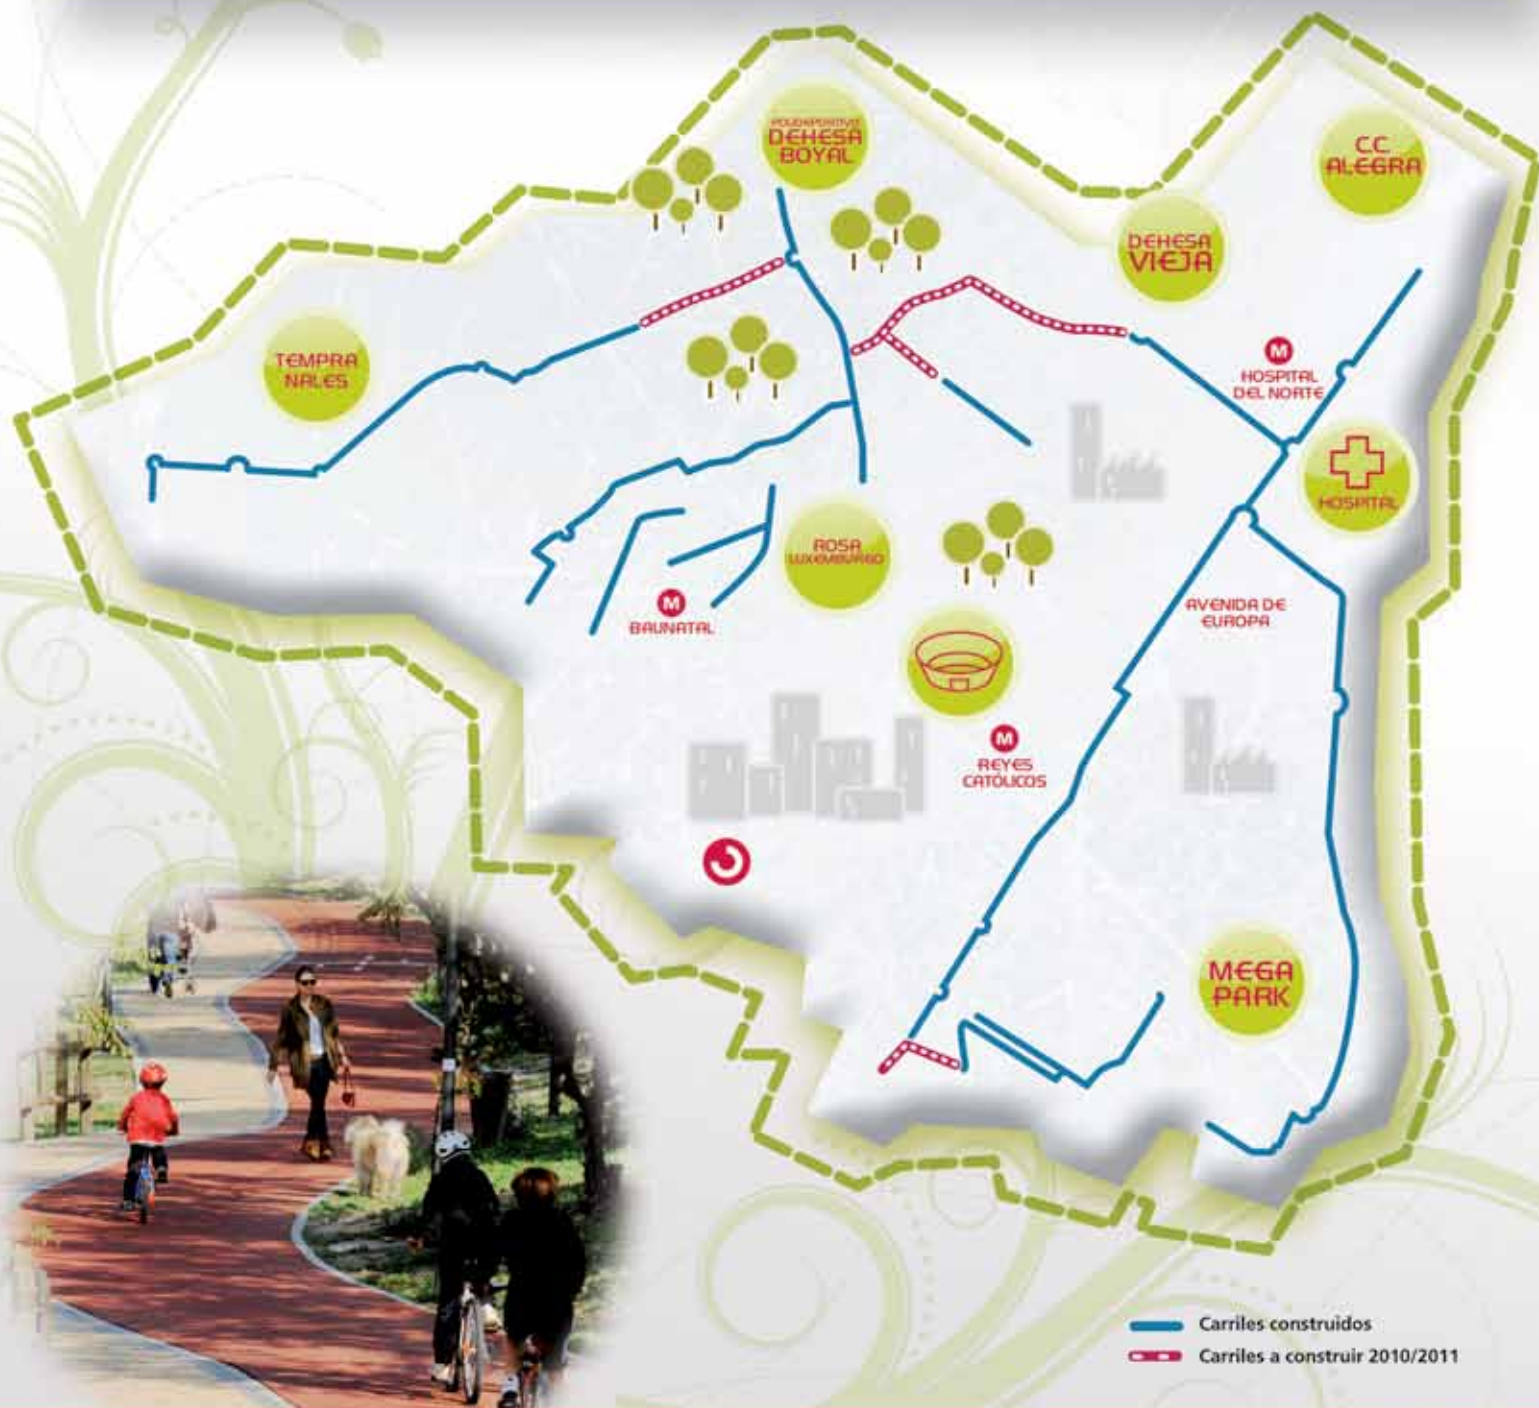 POLIDEPORTIVO
DEHESA
BOYAL
C.C.
ALEGRA
DEHESA
VIEJA
TEMPRA
NALES
M
HOSPITAL
DEL NORTE
HOSPITAL
ROSA
LUXEMBURGO
M
BAUNATAL
AVENIDA DE
EUROPA
M
REYES
CATÓLICOS
MEGA
PARK
Carriles construidos
Carriles a construir 2010/2011